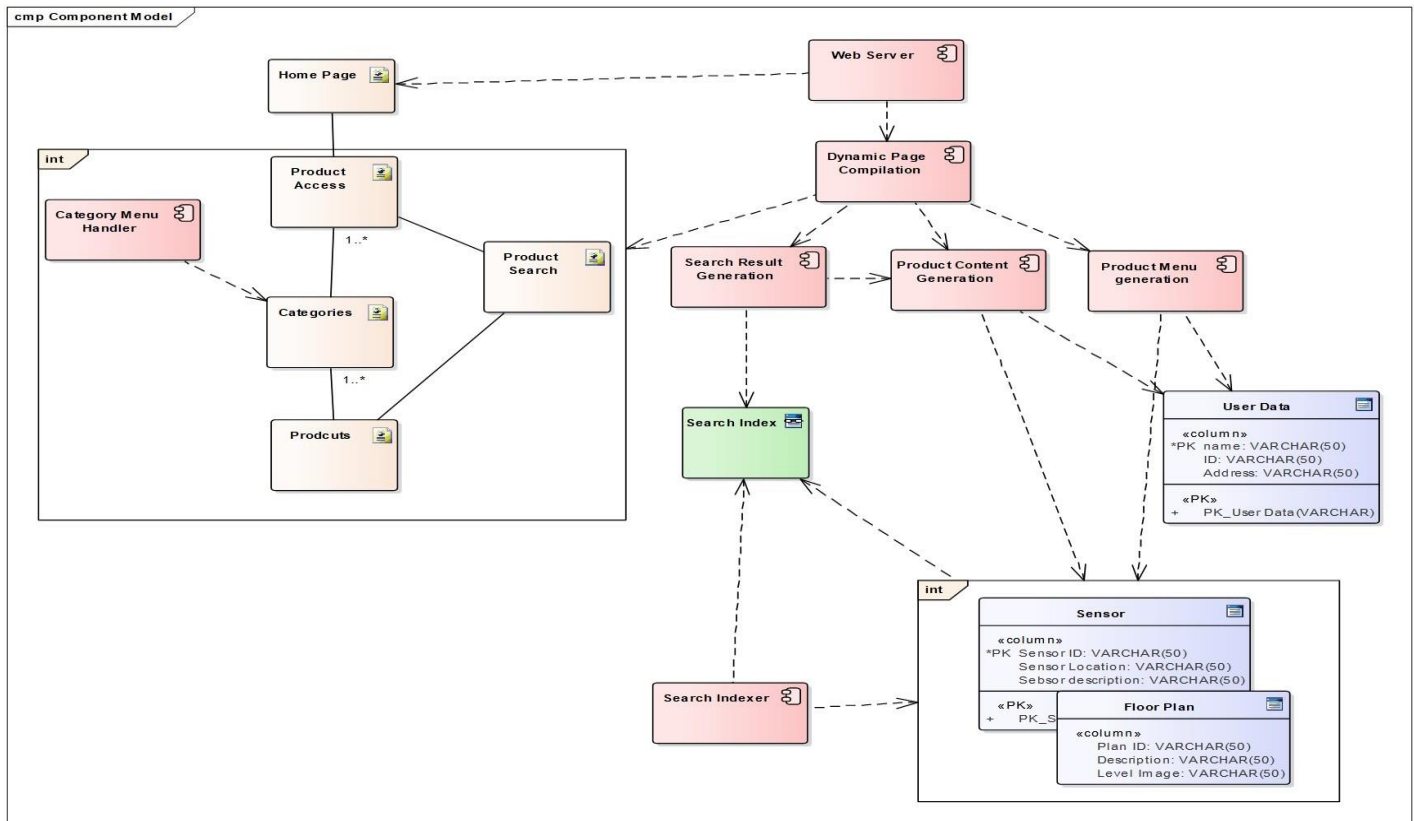 cmp Component Model
Home Page
Web Server
int
Product
Access
Dynamic Page
Compilation
Category Menu
Handler
1..*
Product
Search
Search Result
Generation
Product Content
Generation
Product Menu
generation
Categories
1..*
Prodcuts
Search Index
User Data
«column»
*PK name: VARCHAR(50)
ID: VARCHAR(50)
Address: VARCHAR(50)
«PK»
+ PK_User Data(VARCHAR)
int
Sensor
«column»
*PK Sensor ID: VARCHAR(50)
Sensor Location: VARCHAR(50)
Sebsor description: VARCHAR(50)
«PK»
+ PK_S
Search Indexer
Floor Plan
«column»
Plan ID: VARCHAR(50)
Description: VARCHAR(50)
Level Image: VARCHAR(50)